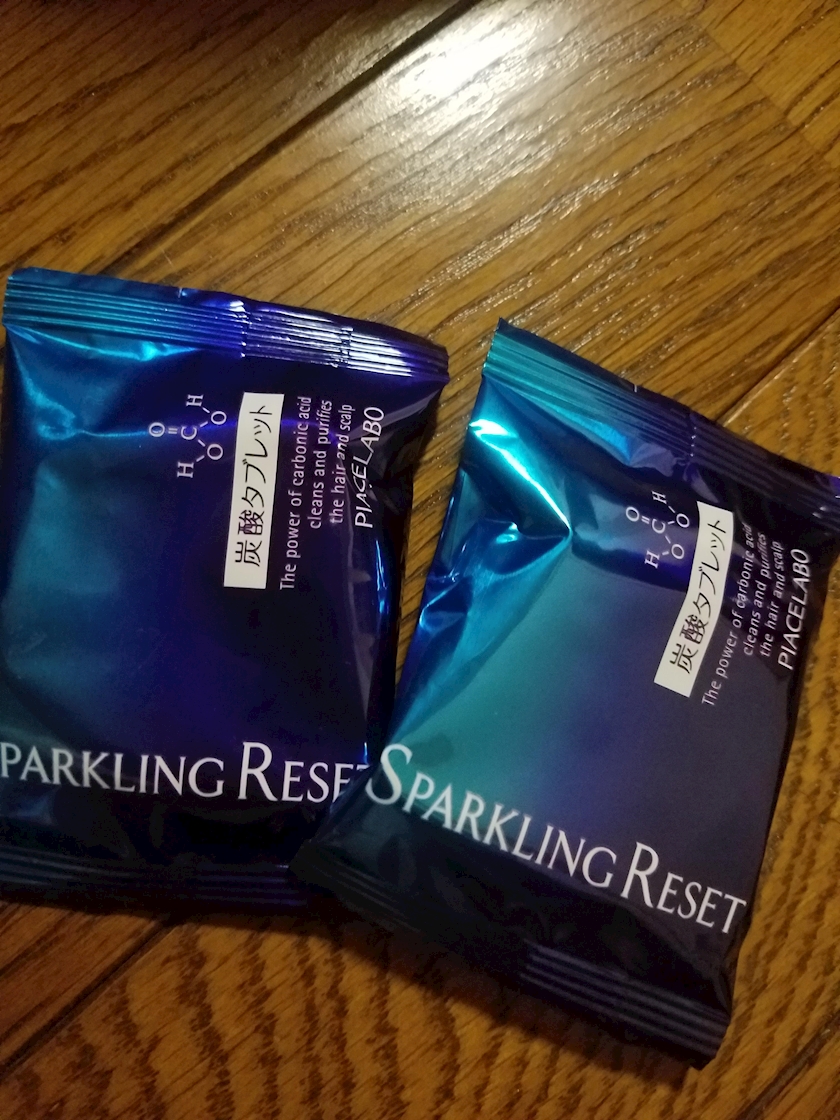 H O C O O H
炭酸タブレット
The power of carbonic acid
cleans and purifies
the hair and scalp
PIACELABO
PARKLING RESET
H O C O O H
炭酸タブレット
The power of carbonic acid
cleans and purifies
the hair and scalp
PIACELABO
SPARKLING RESET